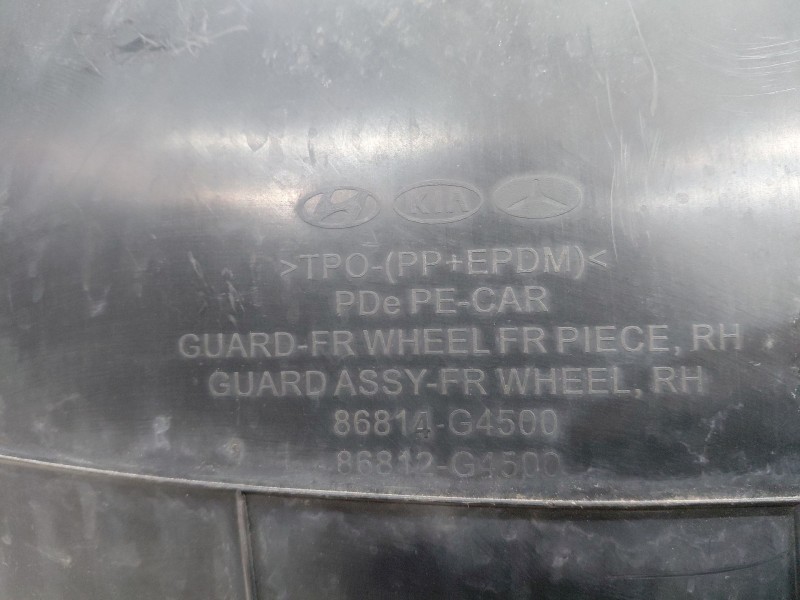 KIA
>TPO-(PP+EPDM)<
PDe PE-CAR
GUARD-FR WHEEL FR PIECE, RH
GUARD ASSY-FR WHEEL, RH
86814-G4500
86812-G4500